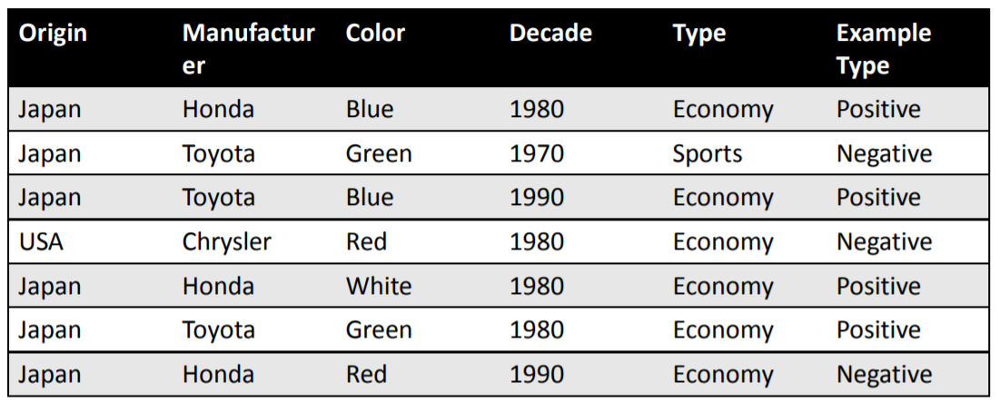 Origin Manufactur Color Decade Type Example
er Type
Japan Honda Blue 1980 Economy Positive
Japan Toyota Green 1970 Sports Negative
Japan Toyota Blue 1990 Economy Positive
USA Chrysler Red 1980 Economy Negative
Japan Honda White 1980 Economy Positive
Japan Toyota Green 1980 Economy Positive
Japan Honda Red 1990 Economy Negative